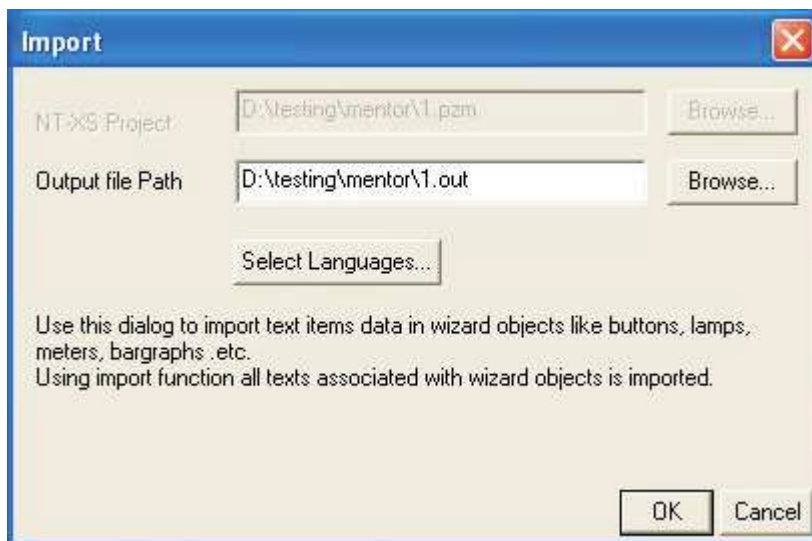 Import
NT-XS Project D:\testing\mentor\1.pzm Browse...
Output file Path D:\testing\mentor\1.out Browse...
Select Languages...
Use this dialog to import text items data in wizard objects like buttons, lamps,
meters, bargraphs .etc.
Using import function all texts associated with wizard objects is imported.
OK Cancel